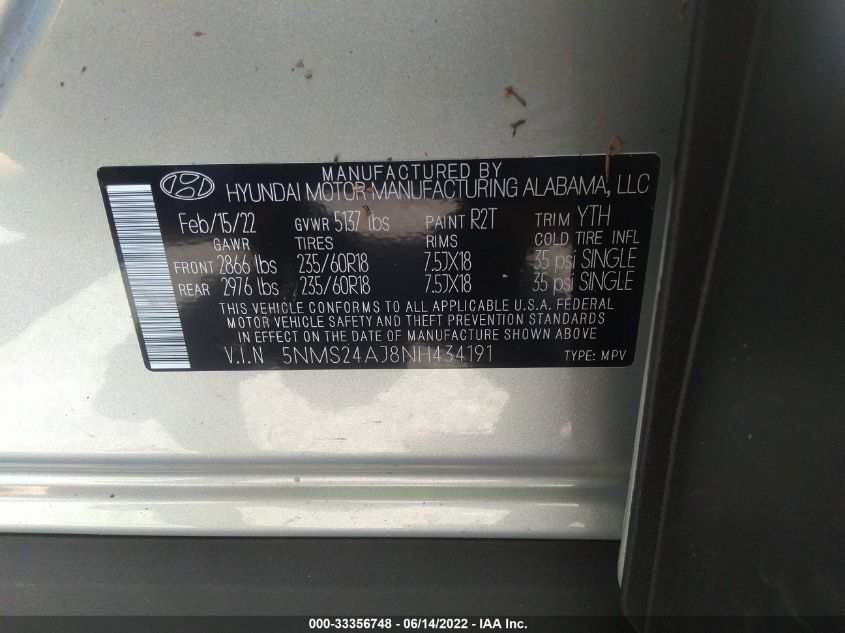 MANUFACTURED BY
HYUNDAI MOTOR MANUFACTURING ALABAMA, LLC
Feb/15/22 GVWR 5137 lbs PAINT R2T TRIM YTH
GAWR TIRES RIMS COLD TIRE INFL
FRONT 2866 lbs 235/60R18 7.5JX18 35 psi SINGLE
REAR 2976 lbs 235/60R18 7.5JX18 35 psi SINGLE
THIS VEHICLE CONFORMS TO ALL APPLICABLE U.S.A. FEDERAL
MOTOR VEHICLE SAFETY AND THEFT PREVENTION STANDARDS
IN EFFECT ON THE DATE OF MANUFACTURE SHOWN ABOVE
V.I.N 5NMS24AJ8NH434191 TYPE: MPV
000-33356748 - 06/14/2022 - IAA Inc.